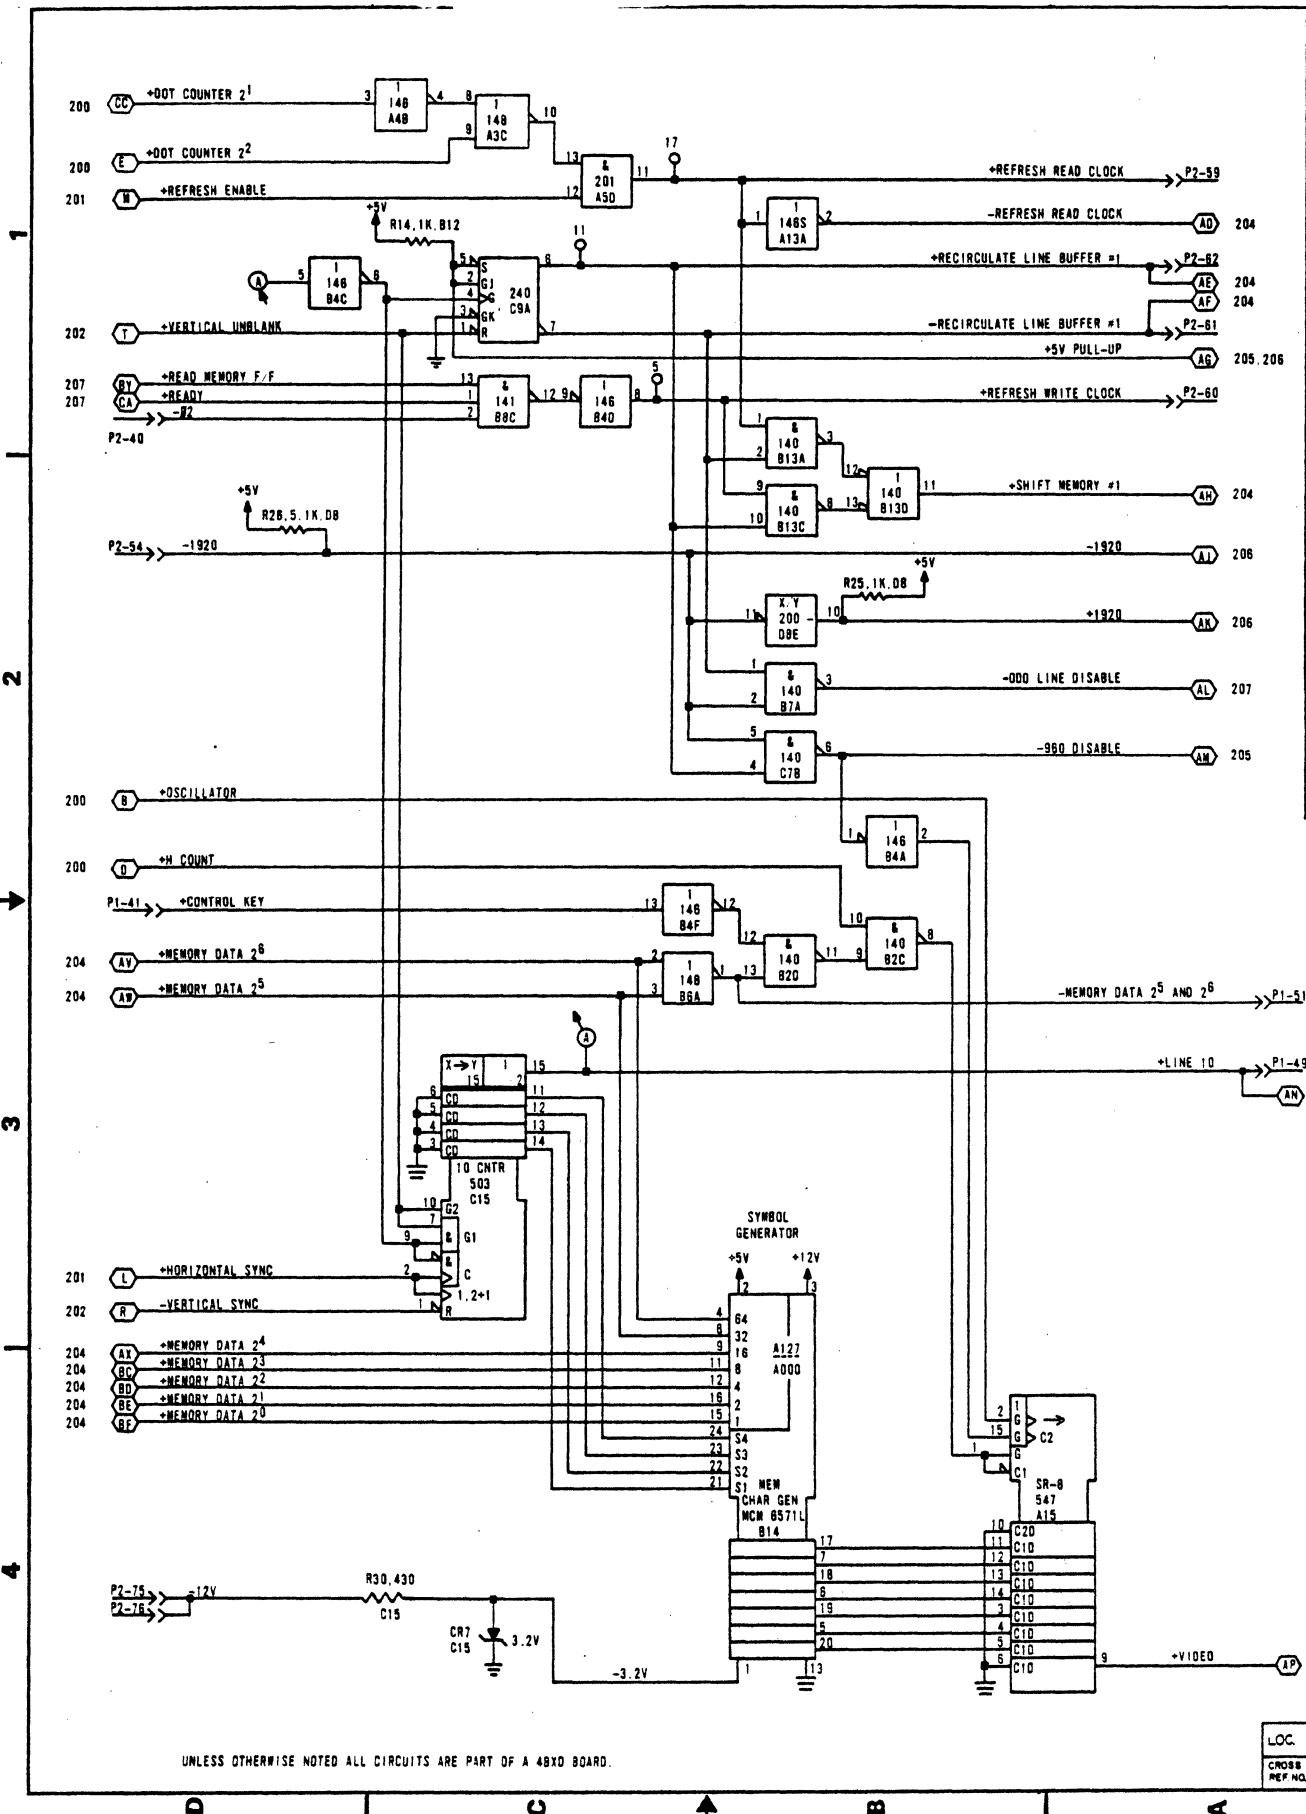 200 CC +DOT COUNTER 2¹ 3 1 146 A4B 4 8 1 148 A3C 10
9
200 E +DOT COUNTER 2² 13 & 201 A5D 11 17 +REFRESH READ CLOCK P2-59
201 M +REFRESH ENABLE 12
+5V
R14,1K,B12
1 1 146S A13A 2 -REFRESH READ CLOCK AD 204
11
A 5 1 146 B4C 6
5 S 6 +RECIRCULATE LINE BUFFER #1 P2-62
2 GJ AE 204
4 G 240 C9A AF 204
3 GK
202 T +VERTICAL UNBLANK 1 R 7 -RECIRCULATE LINE BUFFER #1 P2-61
+5V PULL-UP AG 205,206
207 BY +READ MEMORY F/F 13 & 141 B8C 12 9 1 146 B4D 8 5
207 CA +READY 1 +REFRESH WRITE CLOCK P2-60
-Ø2 2
P2-40
1 & 140 B13A 3
2
12 1 140 B13D 11 +SHIFT MEMORY #1 AH 204
9 & 140 B13C 8 13
10
+5V
R26,5.1K,D8
P2-54 -1920 -1920 AJ 206
+5V
R25,1K,D8
11 X/Y 200 D8E 10 +1920 AK 206
1 & 140 B7A 3 -ODD LINE DISABLE AL 207
2
5 & 140 C7B 6 -960 DISABLE AM 205
4
200 B +OSCILLATOR
1 1 146 B4A 2
200 D +H COUNT
P1-41 +CONTROL KEY 13 1 146 B4F 12
10 & 140 B2C 8
12 & 140 B2D 11 9
204 AV +MEMORY DATA 2⁶ 2 1 148 B6A 1 13
204 AW +MEMORY DATA 2⁵ 3
-MEMORY DATA 2⁵ AND 2⁶ P1-51
A
X→Y 1 15 +LINE 10 P1-49
15 2
AN
6 CD 11
5 CD 12
4 CD 13
3 CD 14
10 CNTR
503
C15
10 G2
7
9 & G1
&
201 L +HORIZONTAL SYNC 2 C
1,2+1
202 R -VERTICAL SYNC 1 R
SYMBOL
GENERATOR
+5V +12V
2 3
4 64
6 32
204 AX +MEMORY DATA 2⁴ 9 16 A127
204 BC +MEMORY DATA 2³ 11 8 A000
204 BD +MEMORY DATA 2² 12 4
204 BE +MEMORY DATA 2¹ 16 2
204 BF +MEMORY DATA 2⁰ 15 1
24 S4
23 S3
22 S2
21 S1
MEM
CHAR GEN
MCM 6571L
B14
2 1 G →
15 G C2
1 G
C1
SR-8
547
A15
10 C2D
17 11 C1D
7 12 C1D
18 13 C1D
6 14 C1D
19 3 C1D
5 4 C1D
20 5 C1D
6 C1D 9 +VIDEO AP
P2-75 -12V R30,430
P2-76 C15
CR7
C15 3.2V
-3.2V 1 13
UNLESS OTHERWISE NOTED ALL CIRCUITS ARE PART OF A 4BXD BOARD.
LOC.
CROSS
REF NO.
1
2
3
4
D C B A